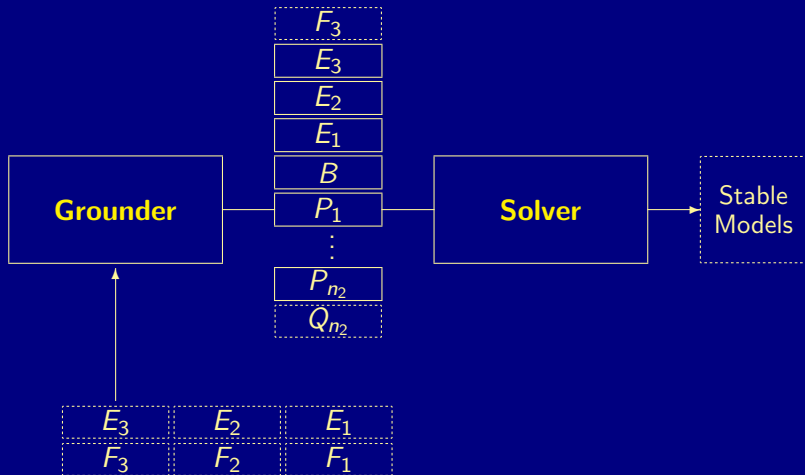 F₃
E₃
E₂
E₁
B
Grounder
P₁
Solver
Stable
Models
⋮
Pₙ₂
Qₙ₂
E₃ E₂ E₁
F₃ F₂ F₁